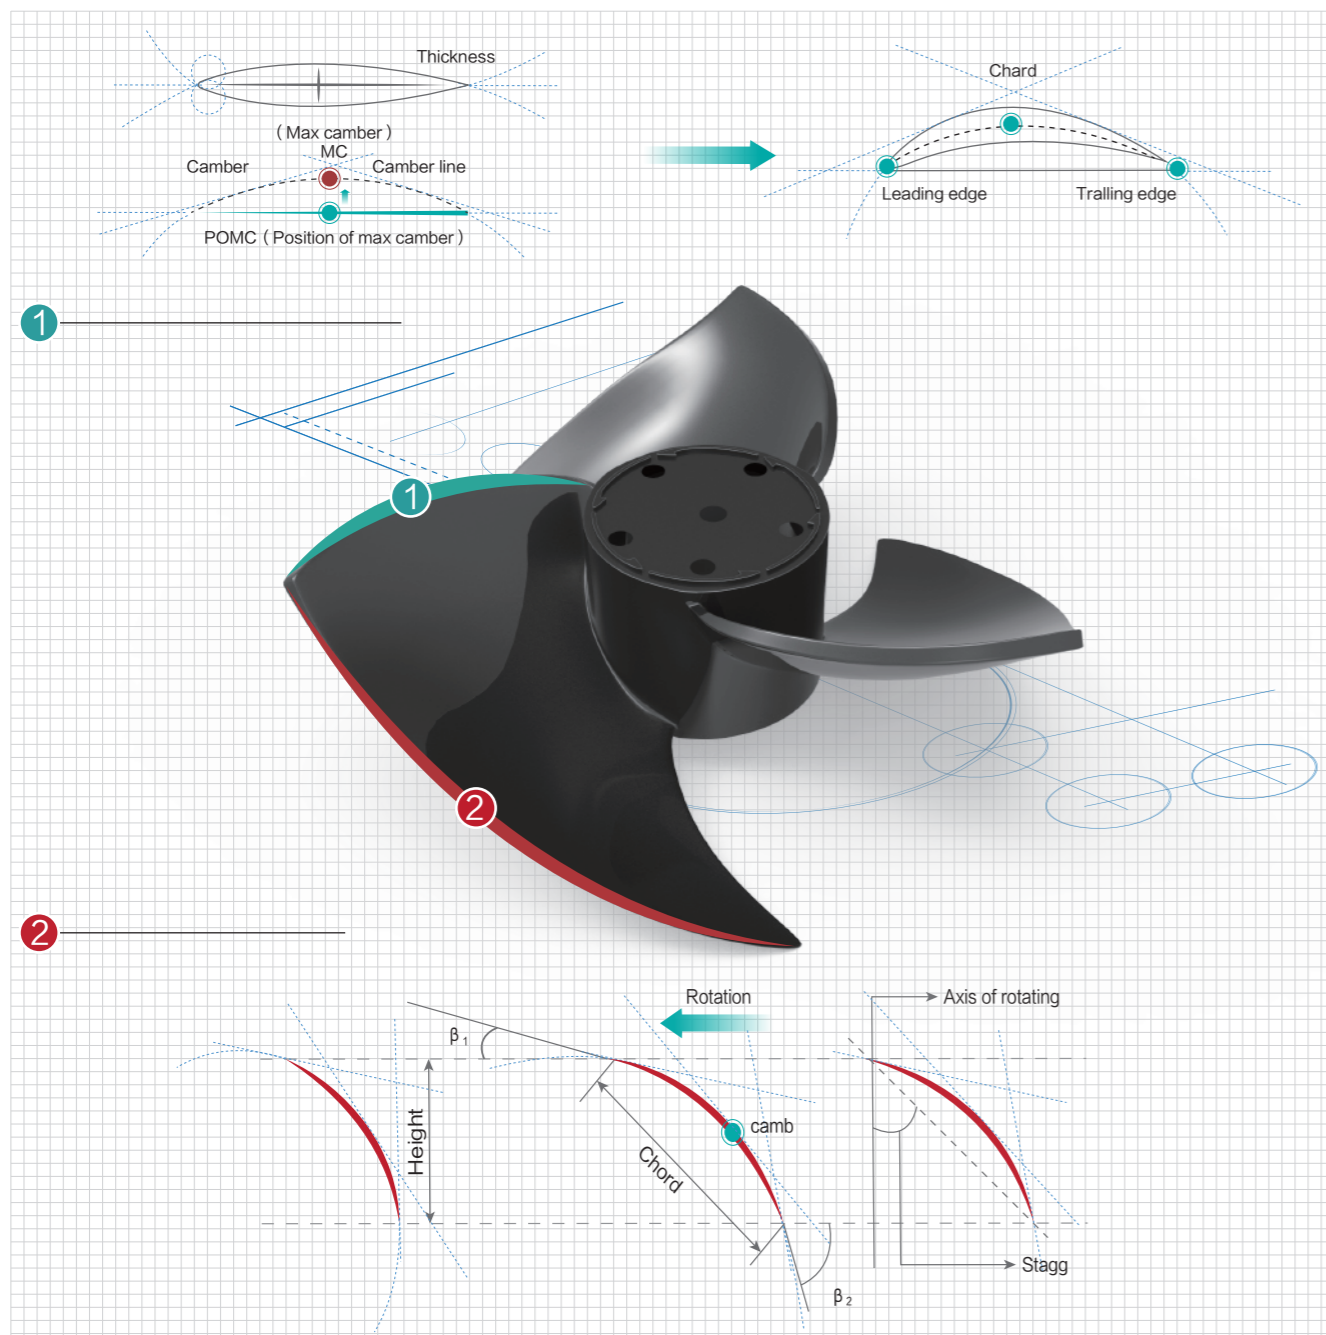 Thickness
( Max camber )
MC
Camber
Camber line
POMC ( Position of max camber )
Chard
Leading edge
Tralling edge
1
1
2
2
Rotation
Axis of rotating
β1
Height
camb
Chord
Stagg
β2